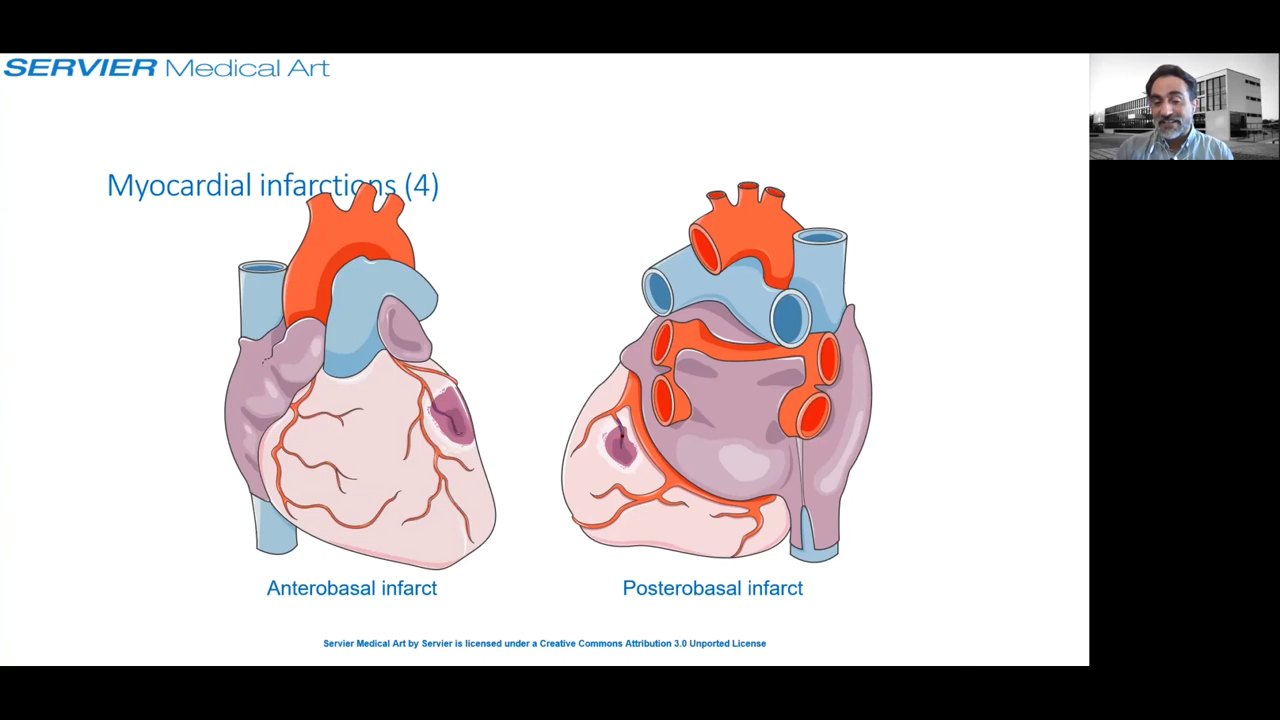 SERVIER Medical Art
Myocardial infarctions (4)
Anterobasal infarct
Posterobasal infarct
Servier Medical Art by Servier is licensed under a Creative Commons Attribution 3.0 Unported License